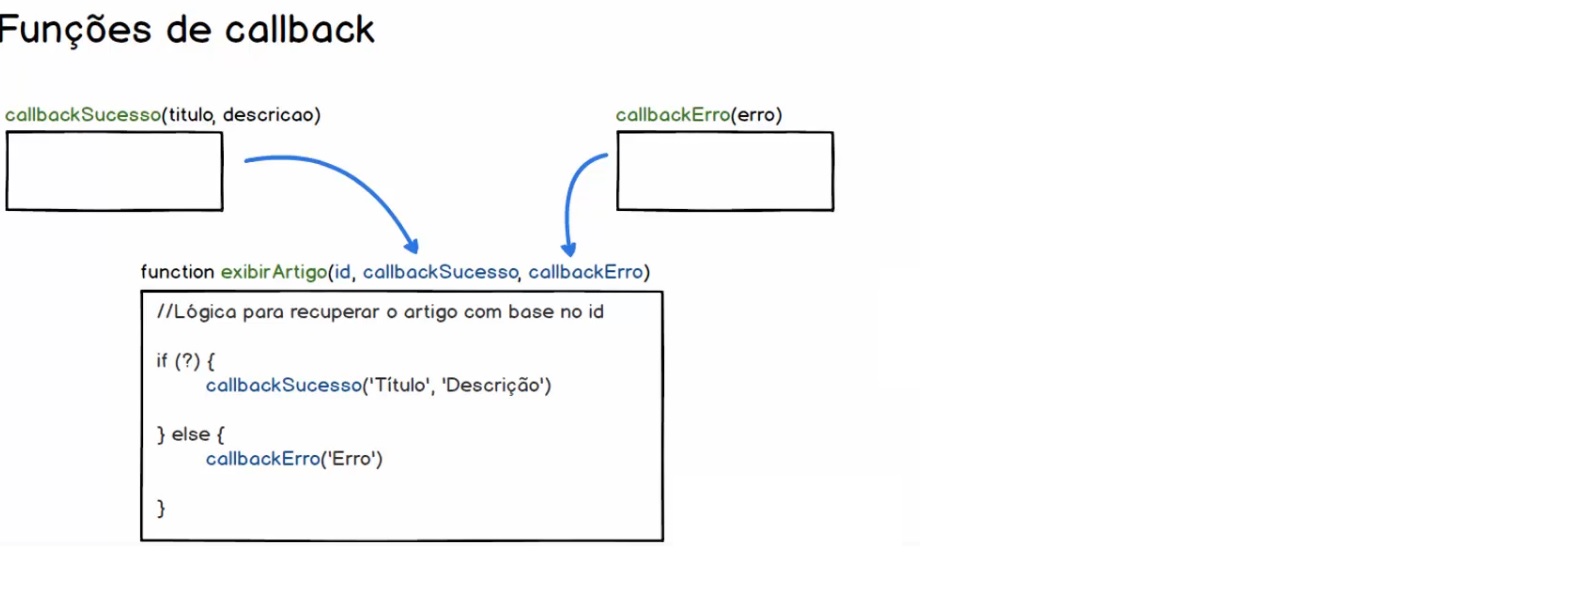 Funções de callback
callbackSucesso(titulo, descricao)
callbackErro(erro)
function exibirArtigo(id, callbackSucesso, callbackErro)
//Lógica para recuperar o artigo com base no id
if (?) {
callbackSucesso('Título', 'Descrição')
} else {
callbackErro('Erro')
}